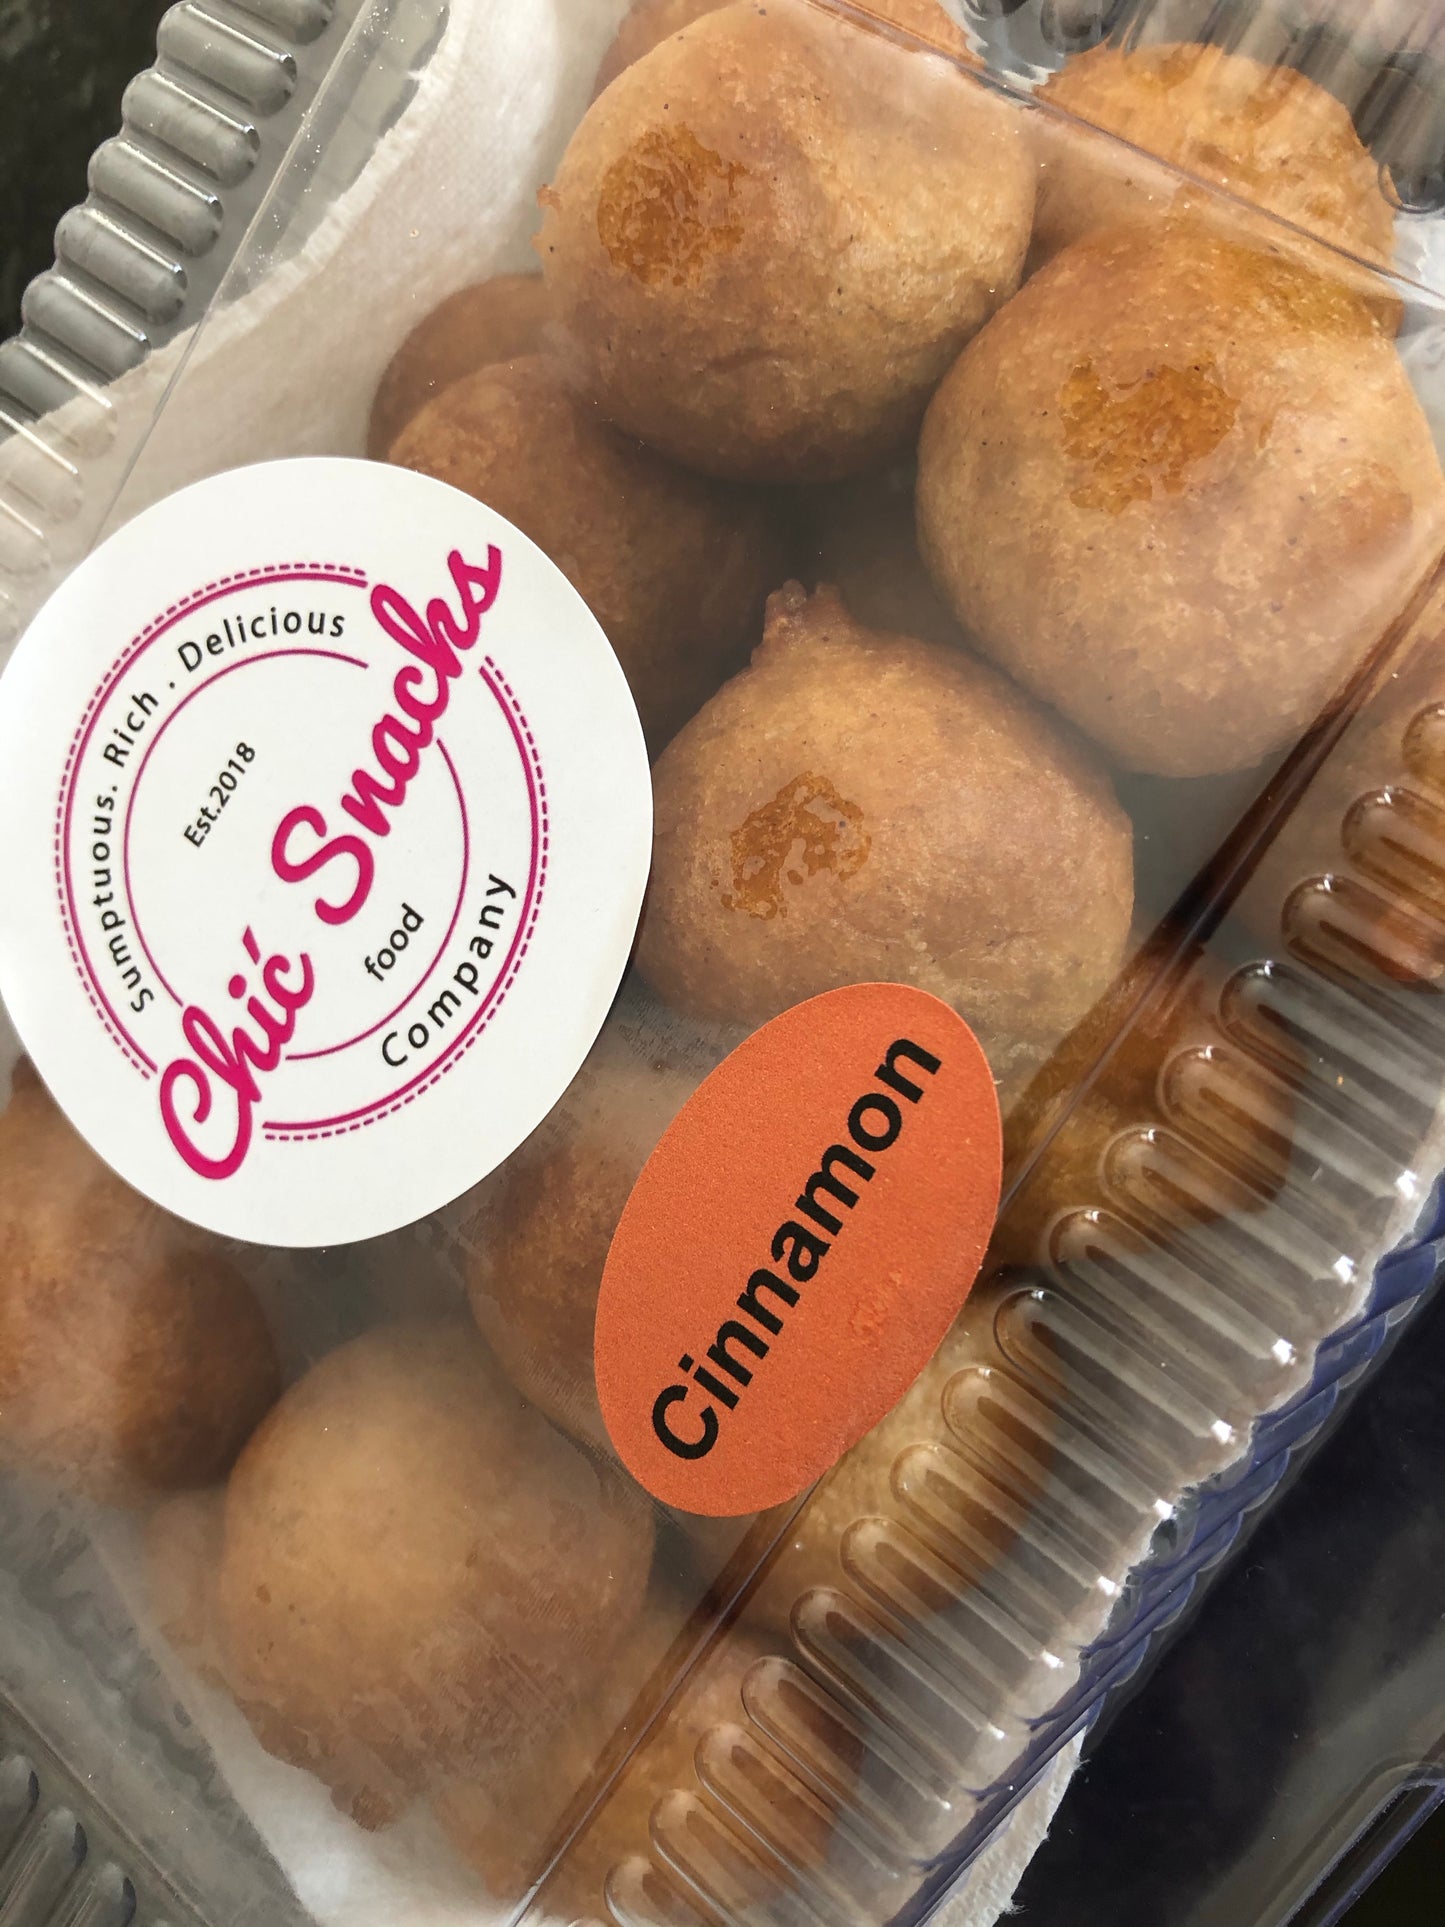 Sumptuous. Rich . Delicious
Est.2018
Chić Snacks
food
Company
Cinnamon